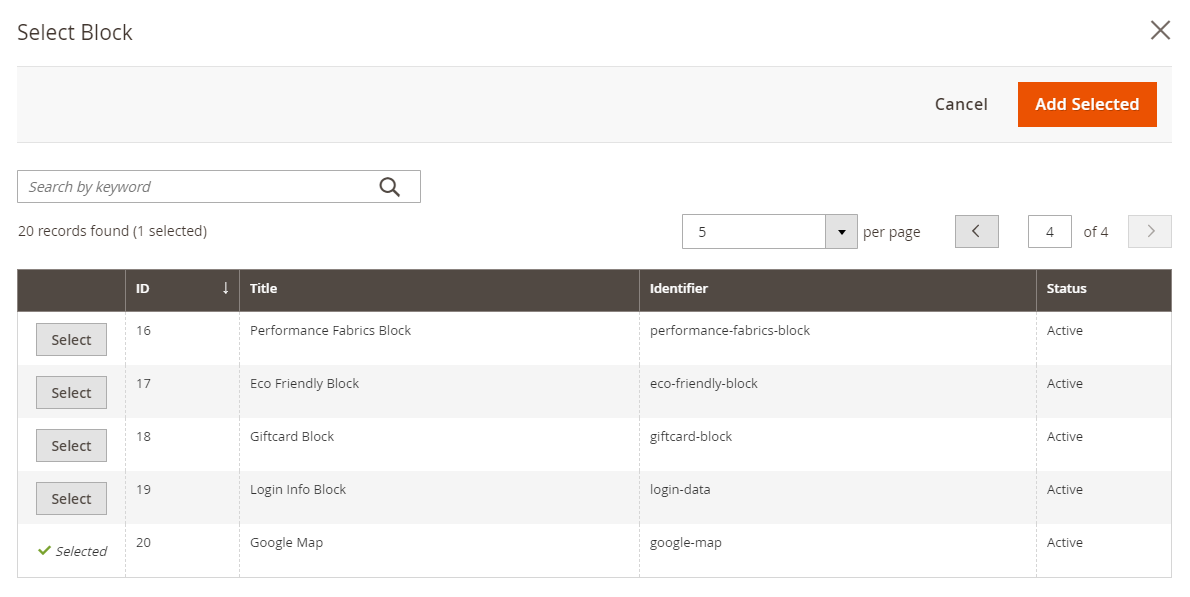 Select Block
Cancel Add Selected
Search by keyword
20 records found (1 selected) 5 per page 4 of 4
ID ↓ Title Identifier Status
Select 16 Performance Fabrics Block performance-fabrics-block Active
Select 17 Eco Friendly Block eco-friendly-block Active
Select 18 Giftcard Block giftcard-block Active
Select 19 Login Info Block login-data Active
Selected 20 Google Map google-map Active